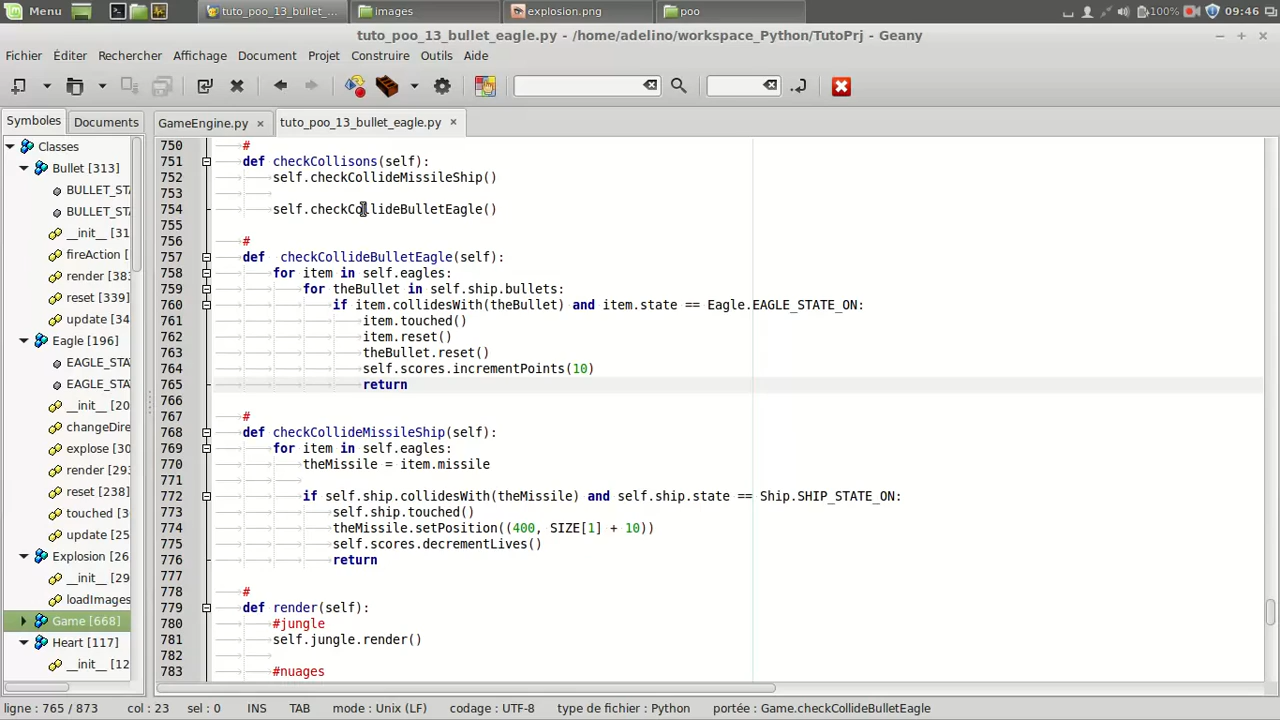 Menu tuto_poo_13_bullet_... images explosion.png poo 100% 09:46
tuto_poo_13_bullet_eagle.py - /home/adelino/workspace_Python/TutoPrj - Geany
Fichier Éditer Rechercher Affichage Document Projet Construire Outils Aide
Symboles Documents GameEngine.py tuto_poo_13_bullet_eagle.py
Classes
Bullet [313]
BULLET_STA
BULLET_STA
__init__ [31
fireAction [
render [383
reset [339]
update [34
Eagle [196]
EAGLE_STA
EAGLE_STA
__init__ [20
changeDire
explose [30
render [293
reset [238]
touched [3
update [25
Explosion [26
__init__ [29
loadImages
Game [668]
Heart [117]
__init__ [12
750 #
751 def checkCollisons(self):
752 self.checkCollideMissileShip()
753
754 self.checkCollideBulletEagle()
755
756 #
757 def checkCollideBulletEagle(self):
758 for item in self.eagles:
759 for theBullet in self.ship.bullets:
760 if item.collidesWith(theBullet) and item.state == Eagle.EAGLE_STATE_ON:
761 item.touched()
762 item.reset()
763 theBullet.reset()
764 self.scores.incrementPoints(10)
765 return
766
767 #
768 def checkCollideMissileShip(self):
769 for item in self.eagles:
770 theMissile = item.missile
771
772 if self.ship.collidesWith(theMissile) and self.ship.state == Ship.SHIP_STATE_ON:
773 self.ship.touched()
774 theMissile.setPosition((400, SIZE[1] + 10))
775 self.scores.decrementLives()
776 return
777
778 #
779 def render(self):
780 #jungle
781 self.jungle.render()
782
783 #nuages
ligne : 765 / 873 col : 23 sel : 0 INS TAB mode : Unix (LF) codage : UTF-8 type de fichier : Python portée : Game.checkCollideBulletEagle